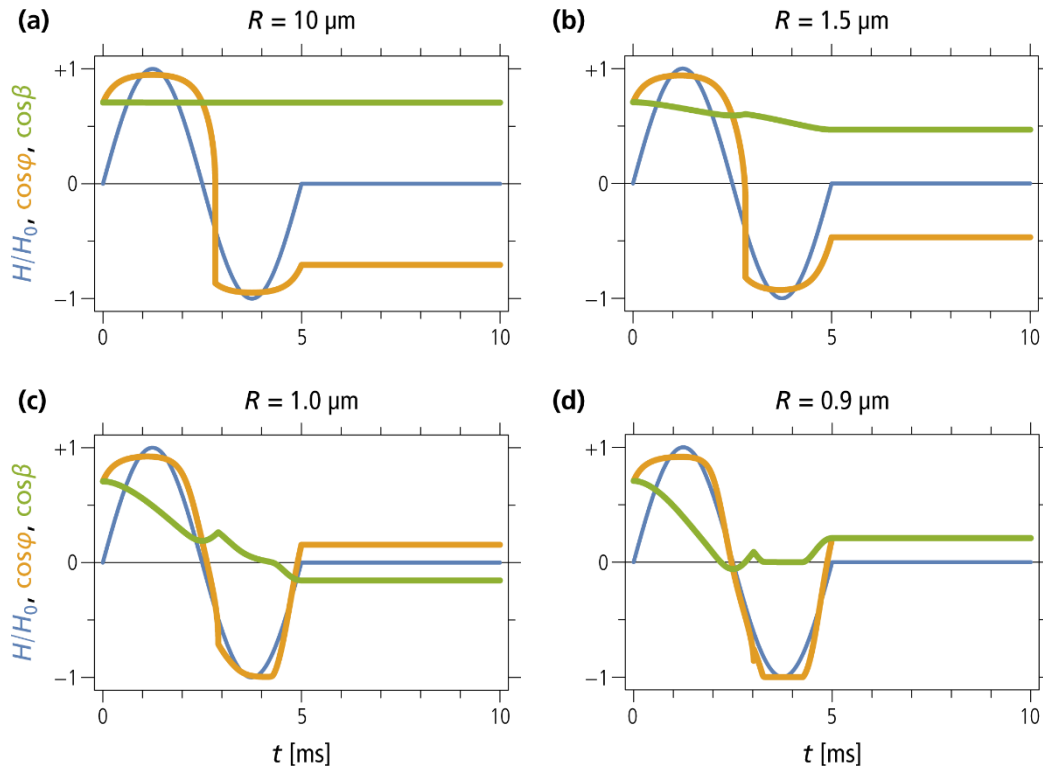 (a) R = 10 µm
(b) R = 1.5 µm
H/H0, cosφ, cosβ
+1
0
−1
0 5 10
+1
0
−1
0 5 10
(c) R = 1.0 µm
(d) R = 0.9 µm
H/H0, cosφ, cosβ
+1
0
−1
0 5 10
t [ms]
+1
0
−1
0 5 10
t [ms]